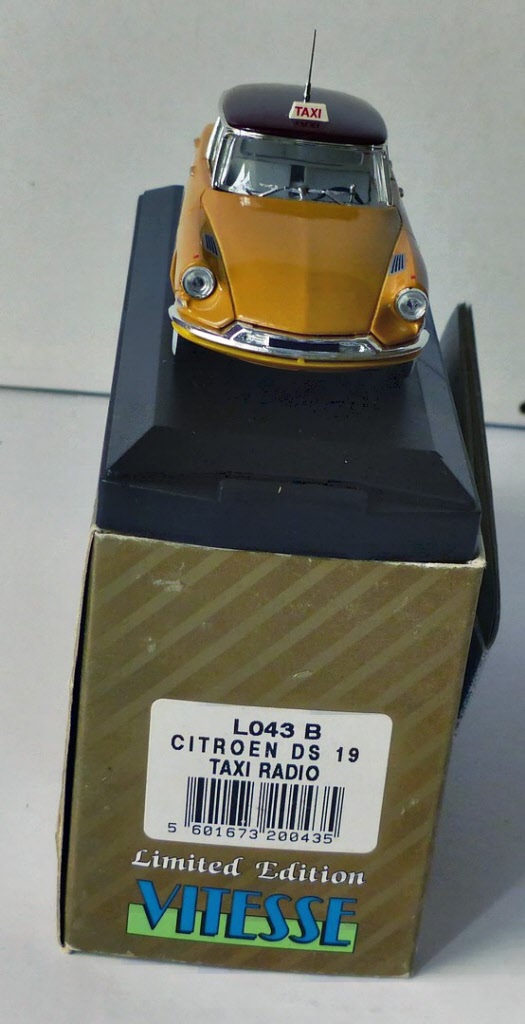 TAXI
L043 B
CITROEN DS 19
TAXI RADIO
5 601673 200435
Limited Edition
VITESSE